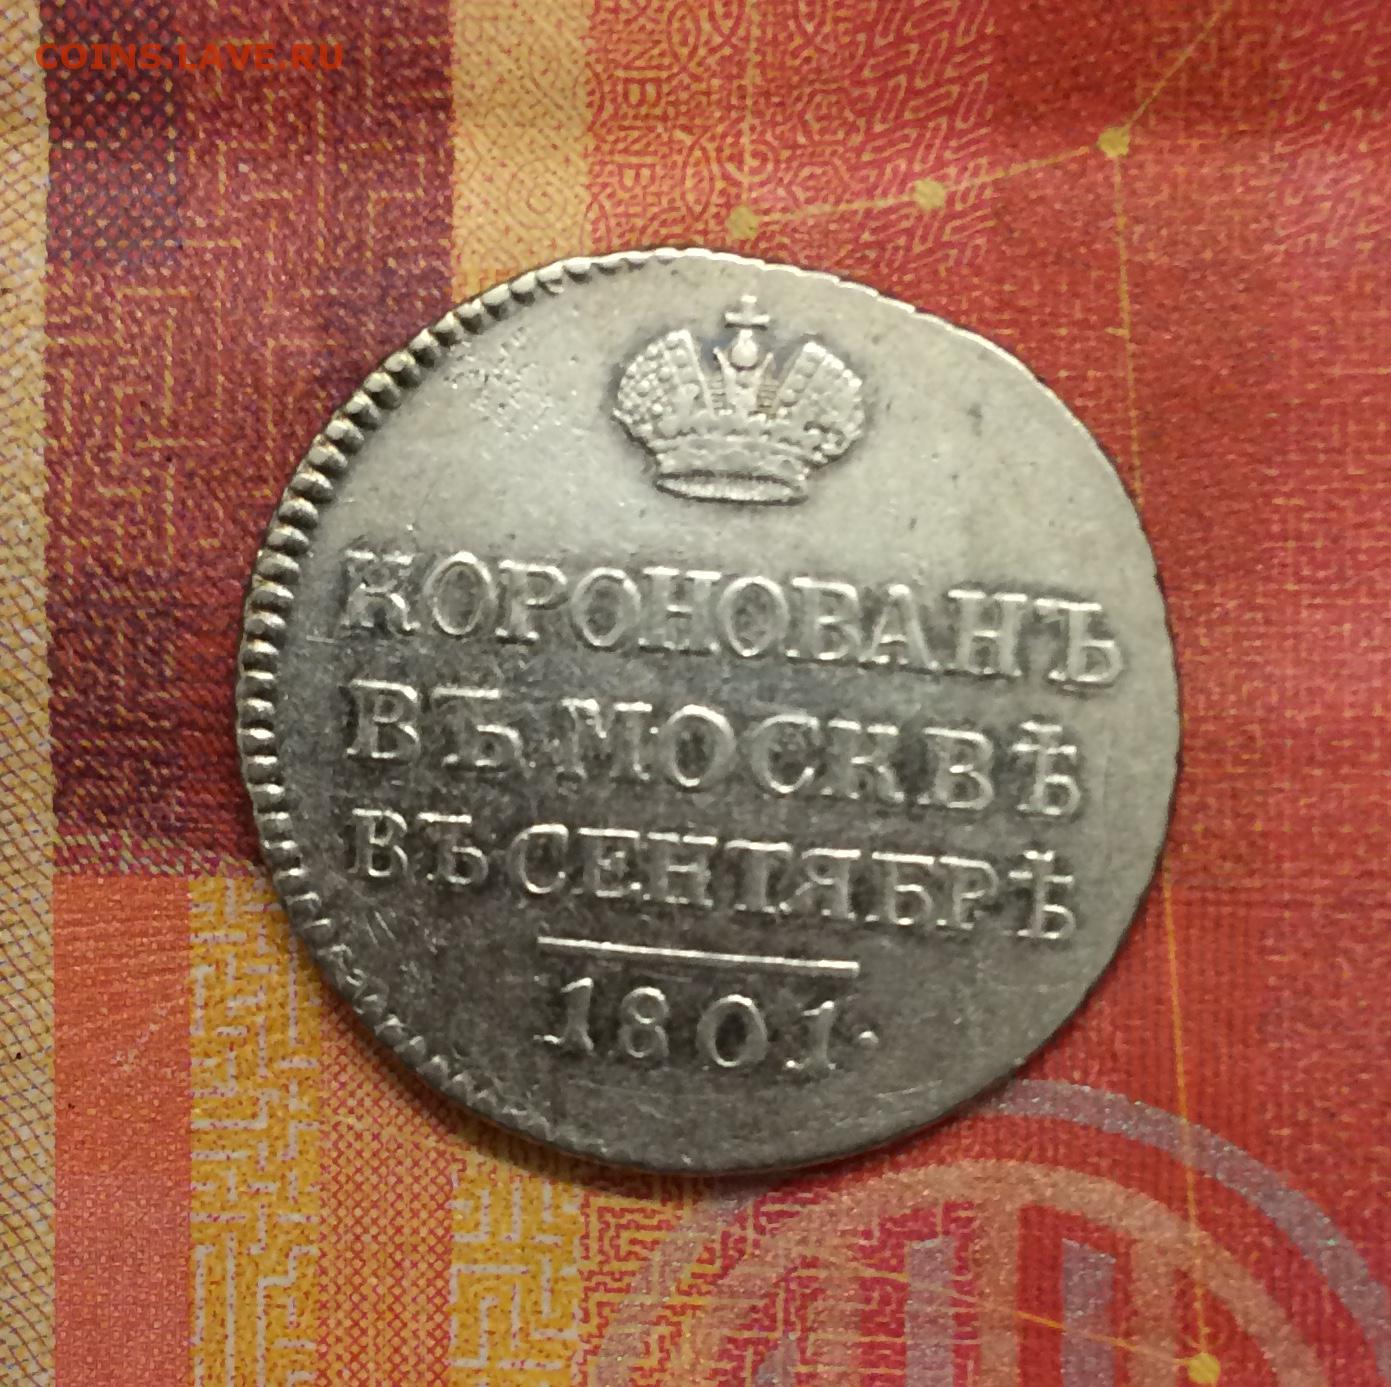 COINS.LAVE.RU
КОРОНОВАНЪ
ВЪ МОСКВѢ
ВЪ СЕНТЯБРѢ
1801.